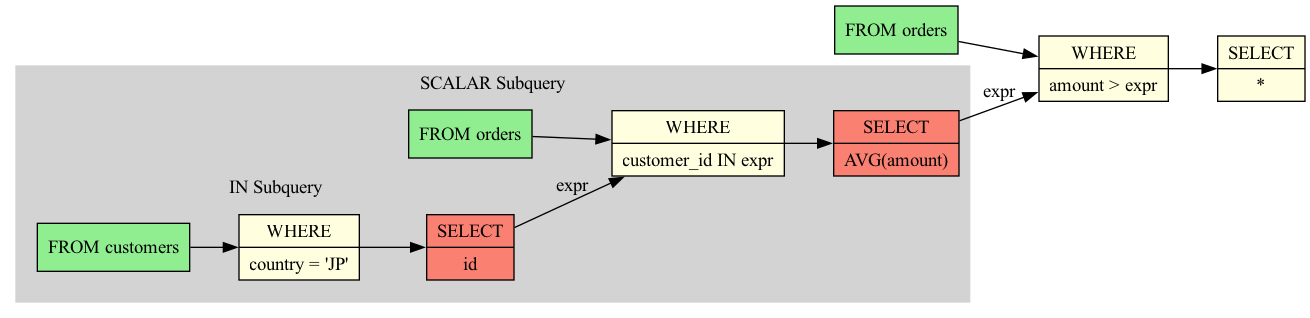 FROM orders
WHERE
amount > expr
SELECT
*
expr
SCALAR Subquery
FROM orders
WHERE
customer_id IN expr
SELECT
AVG(amount)
expr
IN Subquery
FROM customers
WHERE
country = 'JP'
SELECT
id